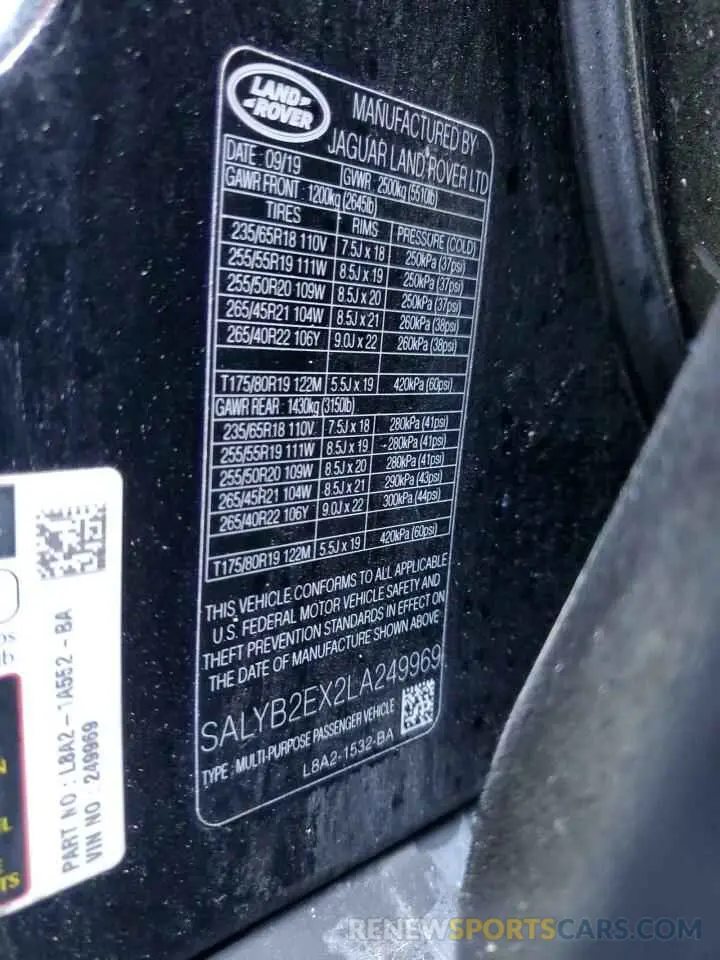 LAND ROVER
MANUFACTURED BY
JAGUAR LAND ROVER LTD
DATE : 09/19 GVWR : 2500kg (5510lb)
GAWR FRONT : 1200kg (2645lb)
TIRES RIMS PRESSURE (COLD)
235/65R18 110V 7.5J x 18 250kPa (37psi)
255/55R19 111W 8.5J x 19 250kPa (37psi)
255/50R20 109W 8.5J x 20 250kPa (37psi)
265/45R21 104W 8.5J x 21 260kPa (38psi)
265/40R22 106Y 9.0J x 22 260kPa (38psi)
T175/80R19 122M 5.5J x 19 420kPa (60psi)
GAWR REAR : 1430kg (3150lb)
235/65R18 110V 7.5J x 18 280kPa (41psi)
255/55R19 111W 8.5J x 19 280kPa (41psi)
255/50R20 109W 8.5J x 20 280kPa (41psi)
265/45R21 104W 8.5J x 21 290kPa (43psi)
265/40R22 106Y 9.0J x 22 300kPa (44psi)
T175/80R19 122M 5.5J x 19 420kPa (60psi)
THIS VEHICLE CONFORMS TO ALL APPLICABLE
U.S. FEDERAL MOTOR VEHICLE SAFETY AND
THEFT PREVENTION STANDARDS IN EFFECT ON
THE DATE OF MANUFACTURE SHOWN ABOVE
SALYB2EX2LA249969
TYPE : MULTI-PURPOSE PASSENGER VEHICLE
L8A2-1532-BA
PART NO : L8A2 - 1A552 - BA
VIN NO : 249969
RENEWSPORTSCARS.COM